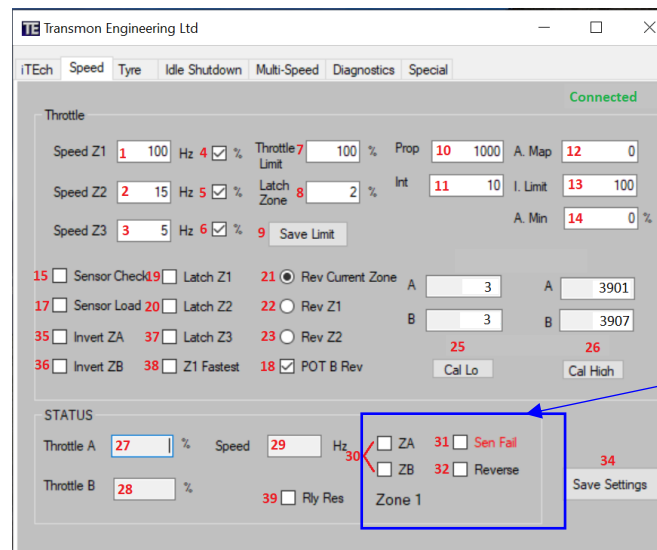 TE Transmon Engineering Ltd
iTEch Speed Tyre Idle Shutdown Multi-Speed Diagnostics Special
Connected
Throttle
Speed Z1 1 100 Hz 4 % Throttle 7 100 % Prop 10 1000 A. Map 12 0
Limit
Speed Z2 2 15 Hz 5 % Latch 8 2 % Int 11 10 I. Limit 13 100
Zone
Speed Z3 3 5 Hz 6 % 9 Save Limit A. Min 14 0 %
15 Sensor Check 19 Latch Z1 21 Rev Current Zone A 3 A 3901
17 Sensor Load 20 Latch Z2 22 Rev Z1 B 3 B 3907
35 Invert ZA 37 Latch Z3 23 Rev Z2 25 26
36 Invert ZB 38 Z1 Fastest 18 POT B Rev Cal Lo Cal High
STATUS
Throttle A 27 % Speed 29 Hz 30 ZA 31 Sen Fail
ZB 32 Reverse 34
Throttle B 28 % 39 Rly Res Zone 1 Save Settings